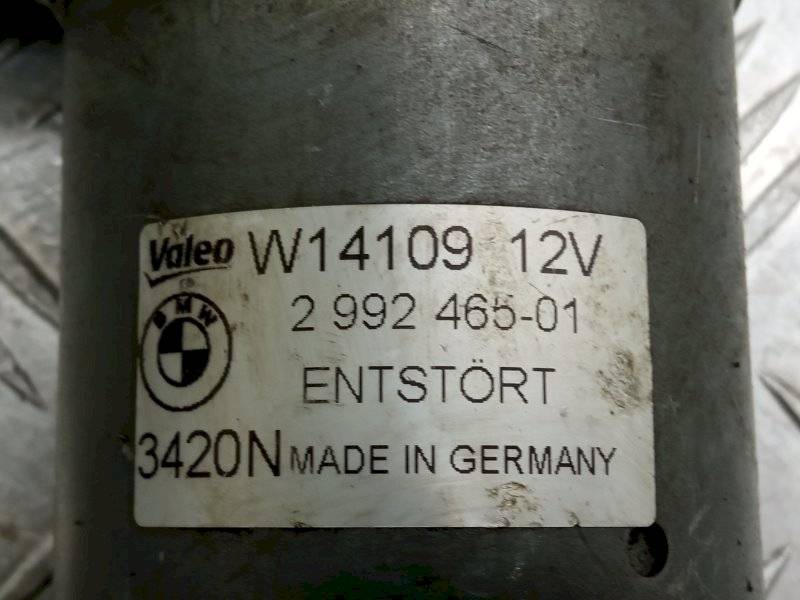 Valeo W14109 12V
BMW
2 992 465-01
ENTSTÖRT
3420N MADE IN GERMANY